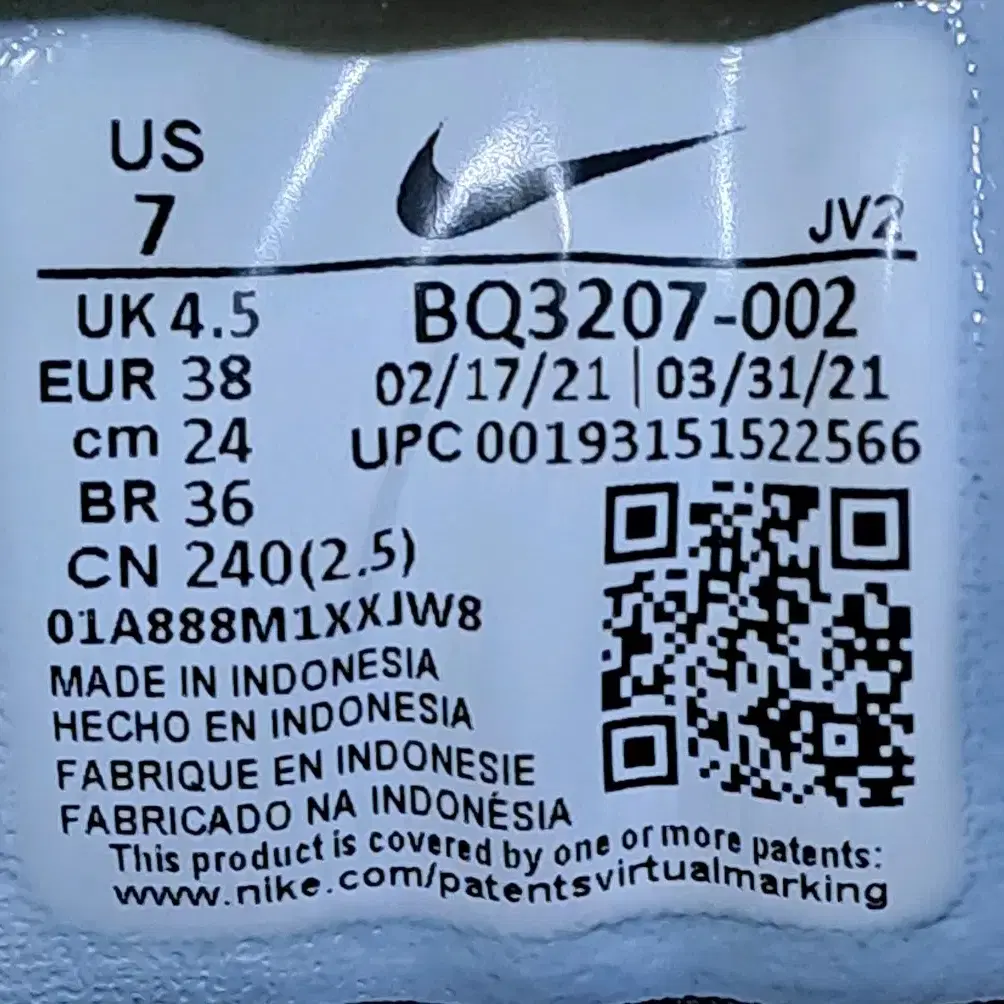 US
7
JV2
UK 4.5
EUR 38
cm 24
BR 36
CN 240(2.5)
BQ3207-002
02/17/21 | 03/31/21
UPC 00193151522566
01A888M1XXJW8
MADE IN INDONESIA
HECHO EN INDONESIA
FABRIQUE EN INDONESIE
FABRICADO NA INDONÉSIA
This product is covered by one or more patents:
www.nike.com/patentsvirtualmarking